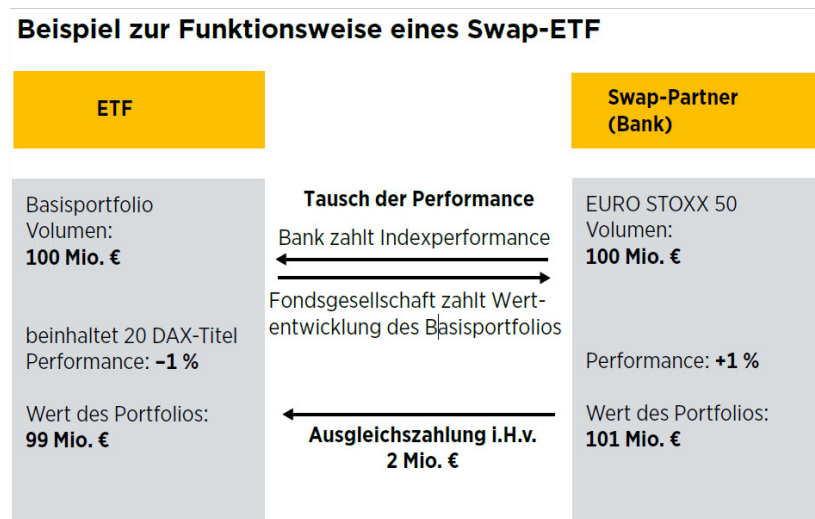 Beispiel zur Funktionsweise eines Swap-ETF
ETF
Swap-Partner
(Bank)
Basisportfolio
Volumen:
100 Mio. €
beinhaltet 20 DAX-Titel
Performance: –1 %
Wert des Portfolios:
99 Mio. €
Tausch der Performance
Bank zahlt Indexperformance
Fondsgesellschaft zahlt Wert-
entwicklung des Basisportfolios
Ausgleichszahlung i.H.v.
2 Mio. €
EURO STOXX 50
Volumen:
100 Mio. €
Performance: +1 %
Wert des Portfolios:
101 Mio. €